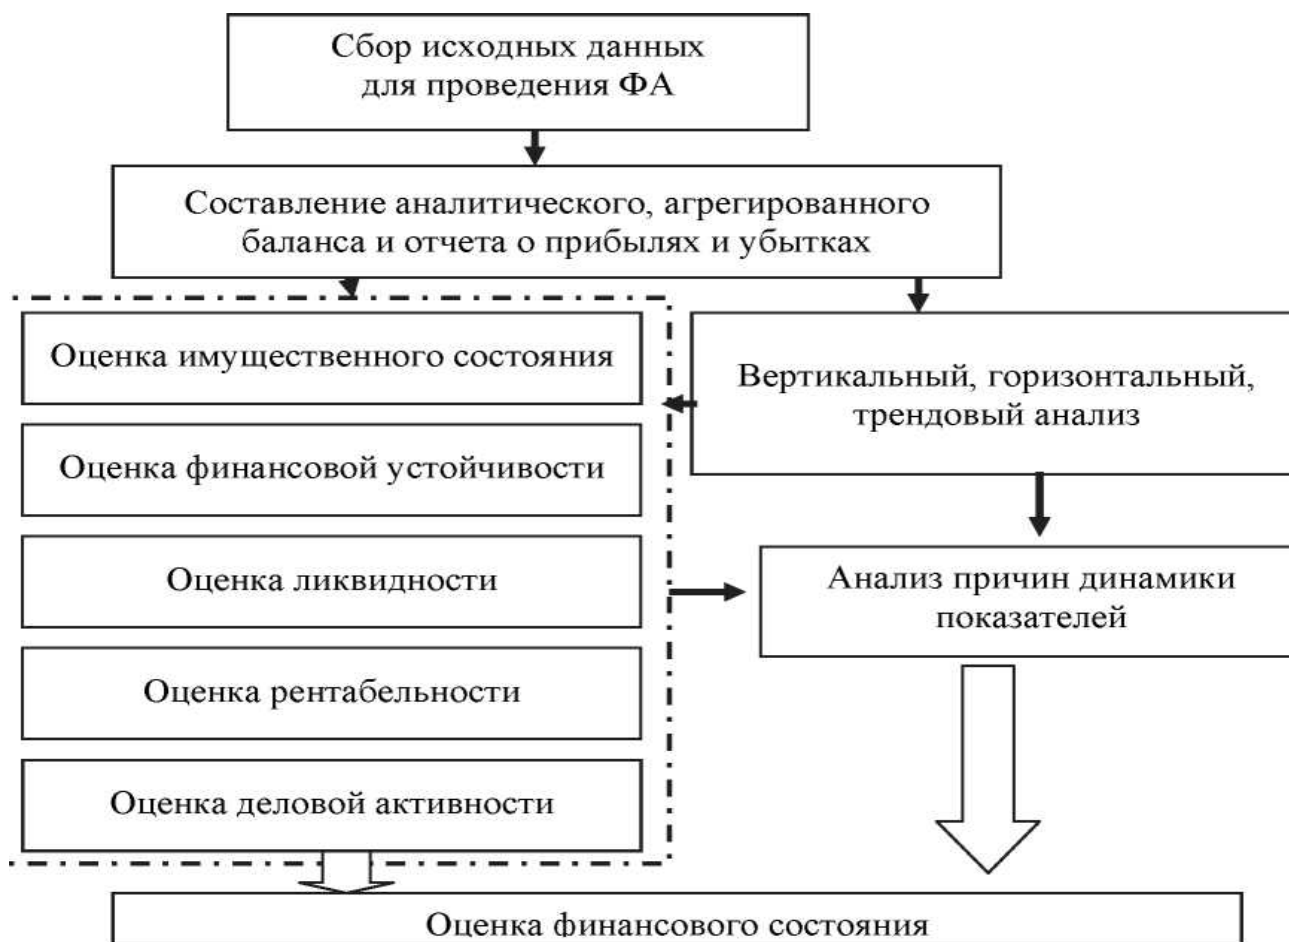 Сбор исходных данных
для проведения ФА
Составление аналитического, агрегированного
баланса и отчета о прибылях и убытках
Оценка имущественного состояния
Оценка финансовой устойчивости
Оценка ликвидности
Оценка рентабельности
Оценка деловой активности
Вертикальный, горизонтальный,
трендовый анализ
Анализ причин динамики
показателей
Оценка финансового состояния